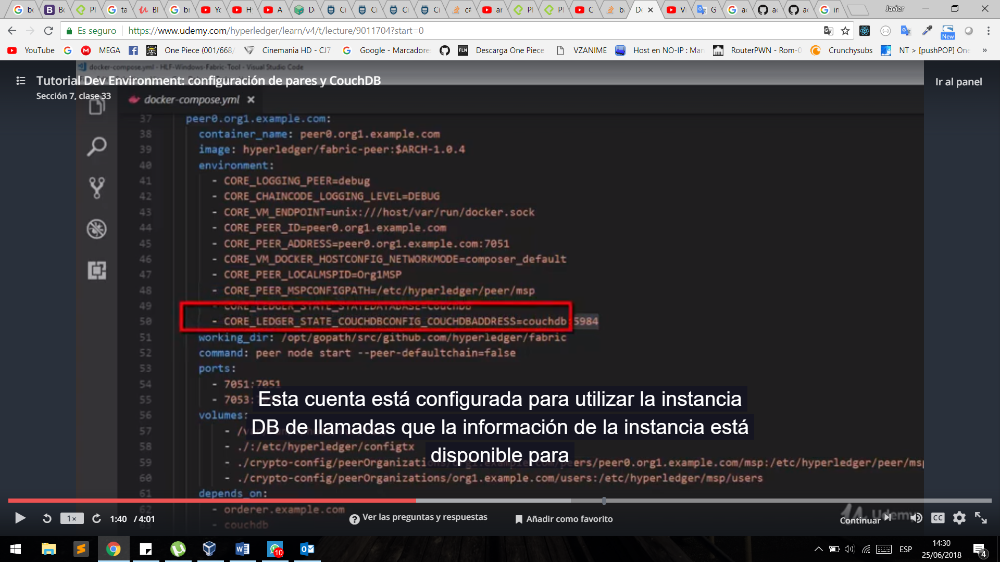 bo
Bo
Pl
ta
Bl
br
Yo
H
A
D
Ci
Ci
Ci
Ci
c#
ar
Pl
Pl
C
b
De
Vi
G
ac
ac
ac
in
Javier
Es seguro
https://www.udemy.com/hyperledger/learn/v4/t/lecture/9011704?start=0
New
YouTube
MEGA
One Piece (001/668/
Cinemania HD - CJ7
Google - Marcadore
FLN
Descarga One Piece
VZANIME
Host en NO-IP : Man
RouterPWN - Rom-0
Crunchysubs
NT > [pushPOP] One
»
docker-compose.yml - HLF-Windows-Fabric-Tool - Visual Studio Code
Tutorial Dev Environment: configuración de pares y CouchDB
Sección 7, clase 33
Ir al panel
docker-compose.yml
37 peer0.org1.example.com:
38 container_name: peer0.org1.example.com
39 image: hyperledger/fabric-peer:$ARCH-1.0.4
40 environment:
41 - CORE_LOGGING_PEER=debug
42 - CORE_CHAINCODE_LOGGING_LEVEL=DEBUG
43 - CORE_VM_ENDPOINT=unix:///host/var/run/docker.sock
44 - CORE_PEER_ID=peer0.org1.example.com
45 - CORE_PEER_ADDRESS=peer0.org1.example.com:7051
46 - CORE_VM_DOCKER_HOSTCONFIG_NETWORKMODE=composer_default
47 - CORE_PEER_LOCALMSPID=Org1MSP
48 - CORE_PEER_MSPCONFIGPATH=/etc/hyperledger/peer/msp
49 - CORE_LEDGER_STATE_STATEDATABASE=CouchDB
50 - CORE_LEDGER_STATE_COUCHDBCONFIG_COUCHDBADDRESS=couchdb:5984
51 working_dir: /opt/gopath/src/github.com/hyperledger/fabric
52 command: peer node start --peer-defaultchain=false
53 ports:
54 - 7051:7051
55 - 7053:
56 volumes:
57 -
58 - ./:/etc/hyperledger/configtx
59 - ./crypto-config/peerOrganizations/org1.example.com/peers/peer0.org1.example.com/msp:/etc/hyperledger/peer/msp
60 - ./crypto-config/peerOrganizations/org1.example.com/users:/etc/hyperledger/msp/users
61 depends_on:
62 - orderer.example.com
63 - couchdb
Esta cuenta está configurada para utilizar la instancia
DB de llamadas que la información de la instancia está
disponible para
1×
1:40 / 4:01
Ver las preguntas y respuestas
Añadir como favorito
Continuar
Udemy
CC
10
ESP
14:30
25/06/2018
4